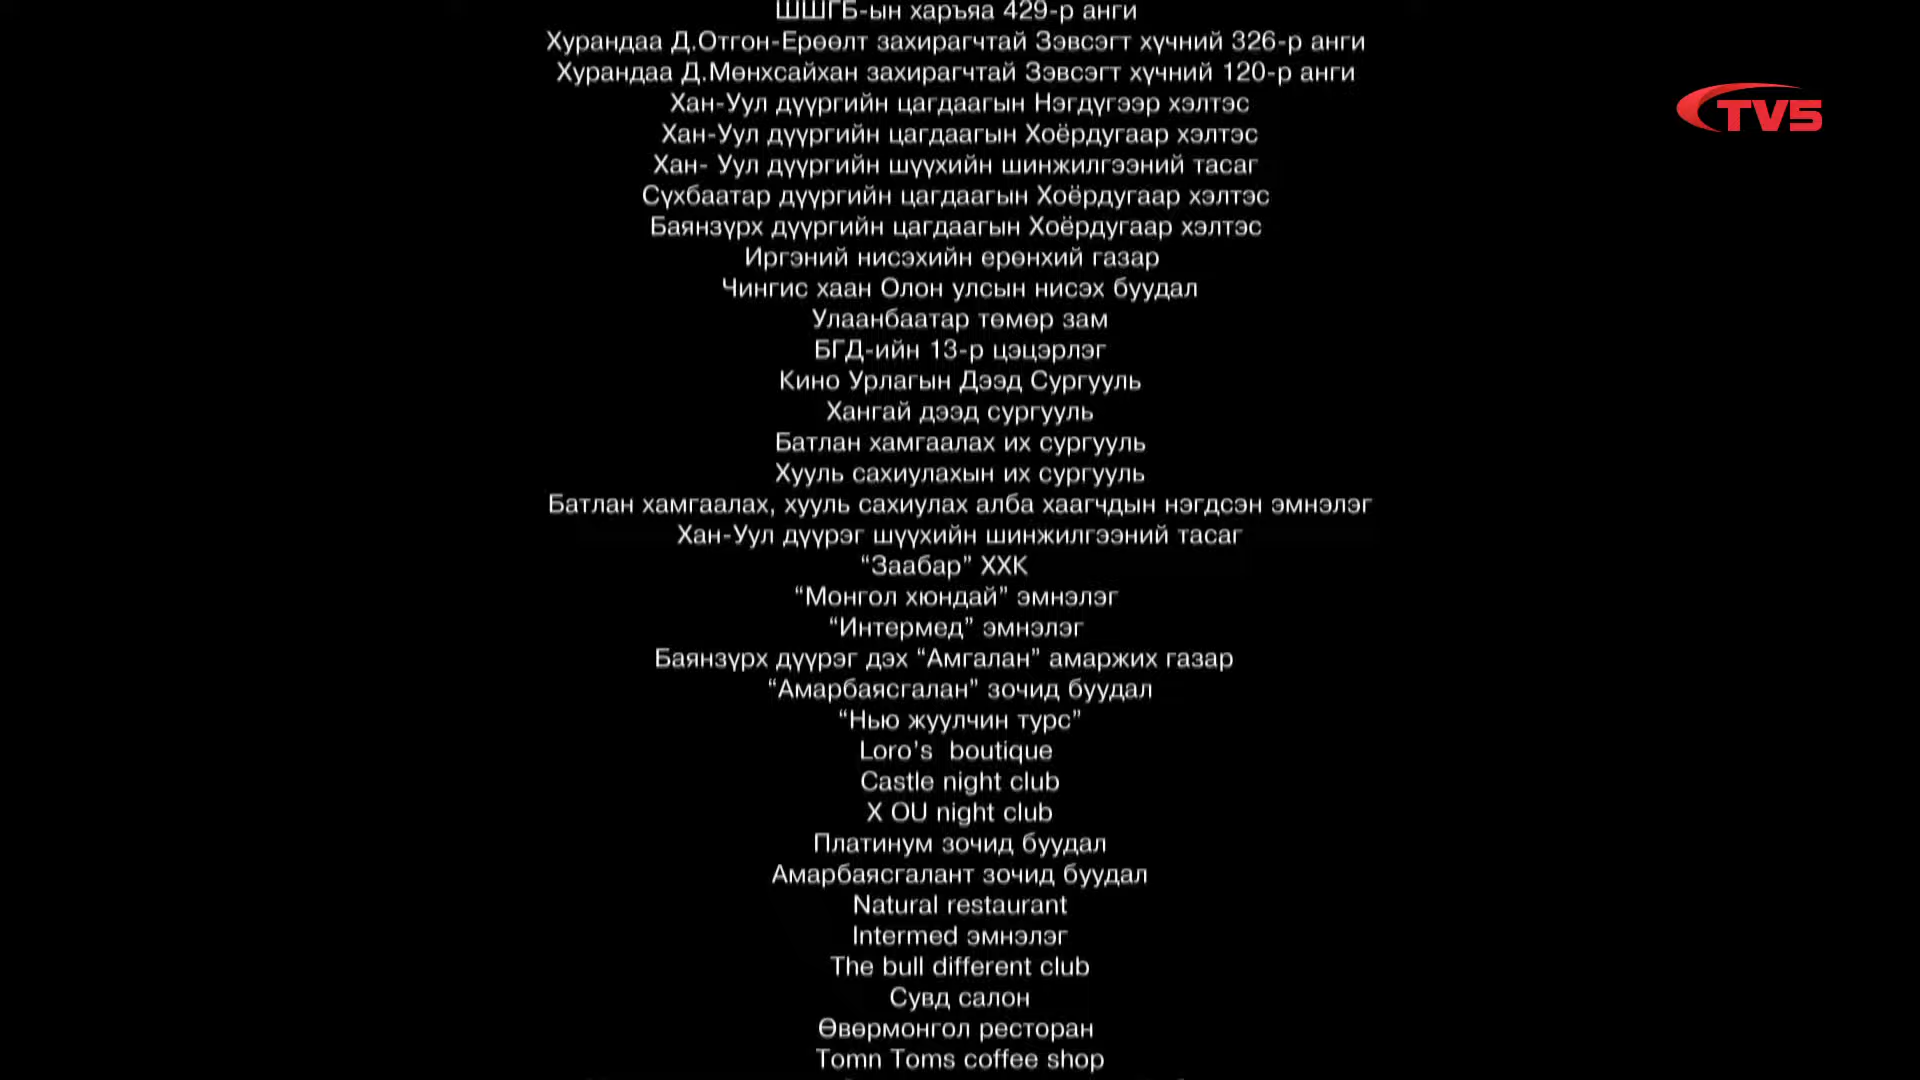 ШШГБ-ын харъяа 429-р анги
Хурандаа Д.Отгон-Ерөөлт захирагчтай Зэвсэгт хүчний 326-р анги
Хурандаа Д.Мөнхсайхан захирагчтай Зэвсэгт хүчний 120-р анги
Хан-Уул дүүргийн цагдаагын Нэгдүгээр хэлтэс
TV5
Хан-Уул дүүргийн цагдаагын Хоёрдугаар хэлтэс
Хан- Уул дүүргийн шүүхийн шинжилгээний тасаг
Сүхбаатар дүүргийн цагдаагын Хоёрдугаар хэлтэс
Баянзүрх дүүргийн цагдаагын Хоёрдугаар хэлтэс
Иргэний нисэхийн ерөнхий газар
Чингис хаан Олон улсын нисэх буудал
Улаанбаатар төмөр зам
БГД-ийн 13-р цэцэрлэг
Кино Урлагын Дээд Сургууль
Хангай дээд сургууль
Батлан хамгаалах их сургууль
Хууль сахиулахын их сургууль
Батлан хамгаалах, хууль сахиулах алба хаагчдын нэгдсэн эмнэлэг
Хан-Уул дүүрэг шүүхийн шинжилгээний тасаг
“Заабар” ХХК
“Монгол хюндай” эмнэлэг
“Интермед” эмнэлэг
Баянзүрх дүүрэг дэх “Амгалан” амаржих газар
“Амарбаясгалан” зочид буудал
“Нью жуулчин турс”
Loro’s boutique
Castle night club
X OU night club
Платинум зочид буудал
Амарбаясгалант зочид буудал
Natural restaurant
Intermed эмнэлэг
The bull different club
Сувд салон
Өвөрмонгол ресторан
Tomn Toms coffee shop